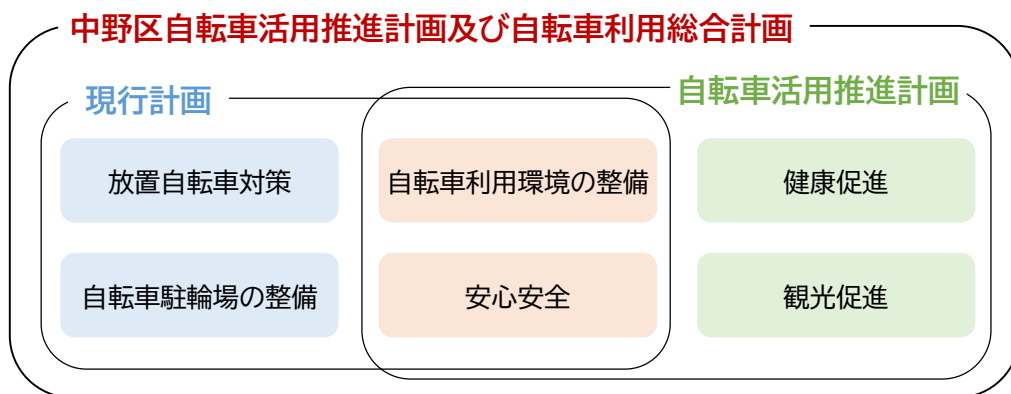 中野区自転車活用推進計画及び自転車利用総合計画
現行計画
自転車活用推進計画
放置自転車対策
自転車利用環境の整備
健康促進
自転車駐輪場の整備
安心安全
観光促進